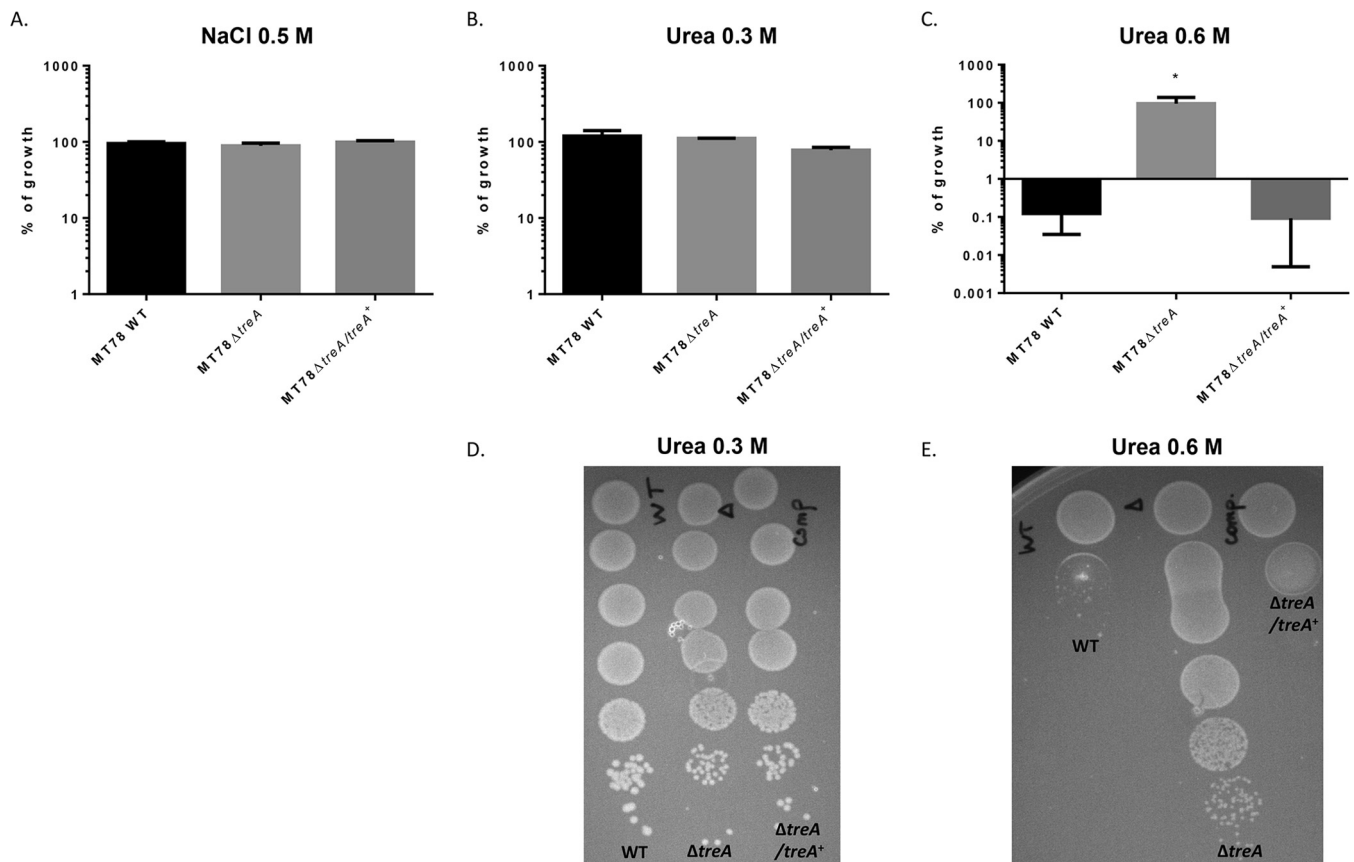 A.
NaCl 0.5 M
% of growth
1000
100
10
1
MT78 WT
MT78ΔtreA
MT78ΔtreA/treA+
B.
Urea 0.3 M
% of growth
1000
100
10
1
MT78 WT
MT78ΔtreA
MT78ΔtreA/treA+
C.
Urea 0.6 M
% of growth
1000
100
10
1
0.1
0.01
0.001
*
MT78 WT
MT78ΔtreA
MT78ΔtreA/treA+
D.
Urea 0.3 M
WT
Δ
comp
WT
ΔtreA
ΔtreA
/treA+
E.
Urea 0.6 M
WT
Δ
comp.
WT
ΔtreA
/treA+
ΔtreA